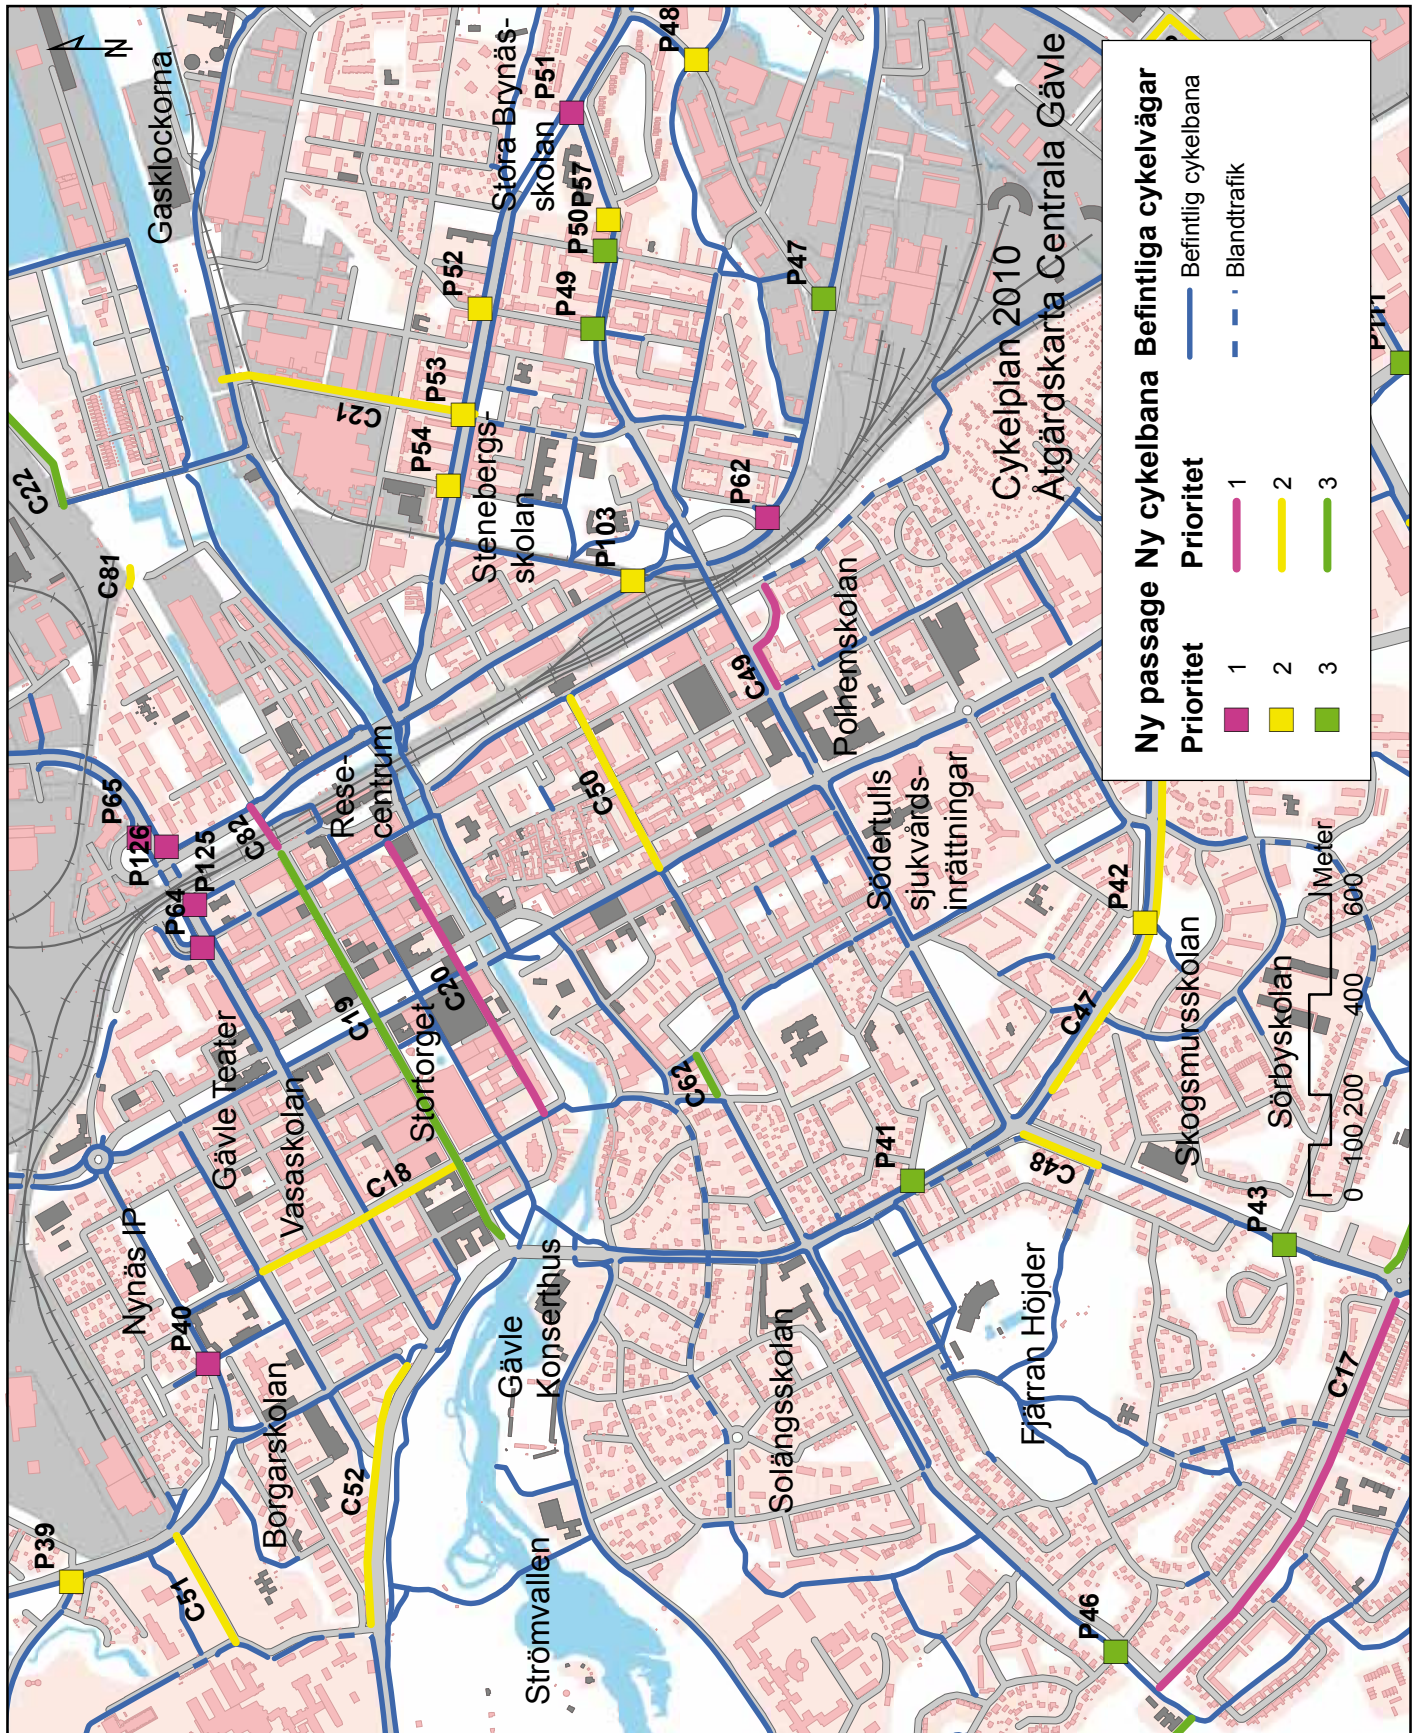 N
Gasklockorna
C22
C81
P65
P126
P125
P64
C82
Rese-
centrum
C21
P54
P53
P52
Stenebergs-
skolan
Stora Brynäs-
skolan
P51
P48
P57
P50
P49
P47
P103
P62
C49
Polhemskolan
C50
C20
C19
Stortorget
Gävle Teater
Vasaskolan
C18
Nynäs IP
P40
Borgarskolan
C52
P39
C51
Gävle
Konserthus
Strömvallen
Solängsskolan
C62
Södertulls
sjukvårds-
inrättningar
P41
C48
C47
P42
Skogsmursskolan
Sörbyskolan
P43
Fjärran Höjder
C17
P46
P111
Cykelplan 2010
Åtgärdskarta Centrala Gävle
Ny passage
Prioritet
1
2
3
Ny cykelbana
Prioritet
1
2
3
Befintliga cykelvägar
Befintlig cykelbana
Blandtrafik
0 100 200 400 600
Meter